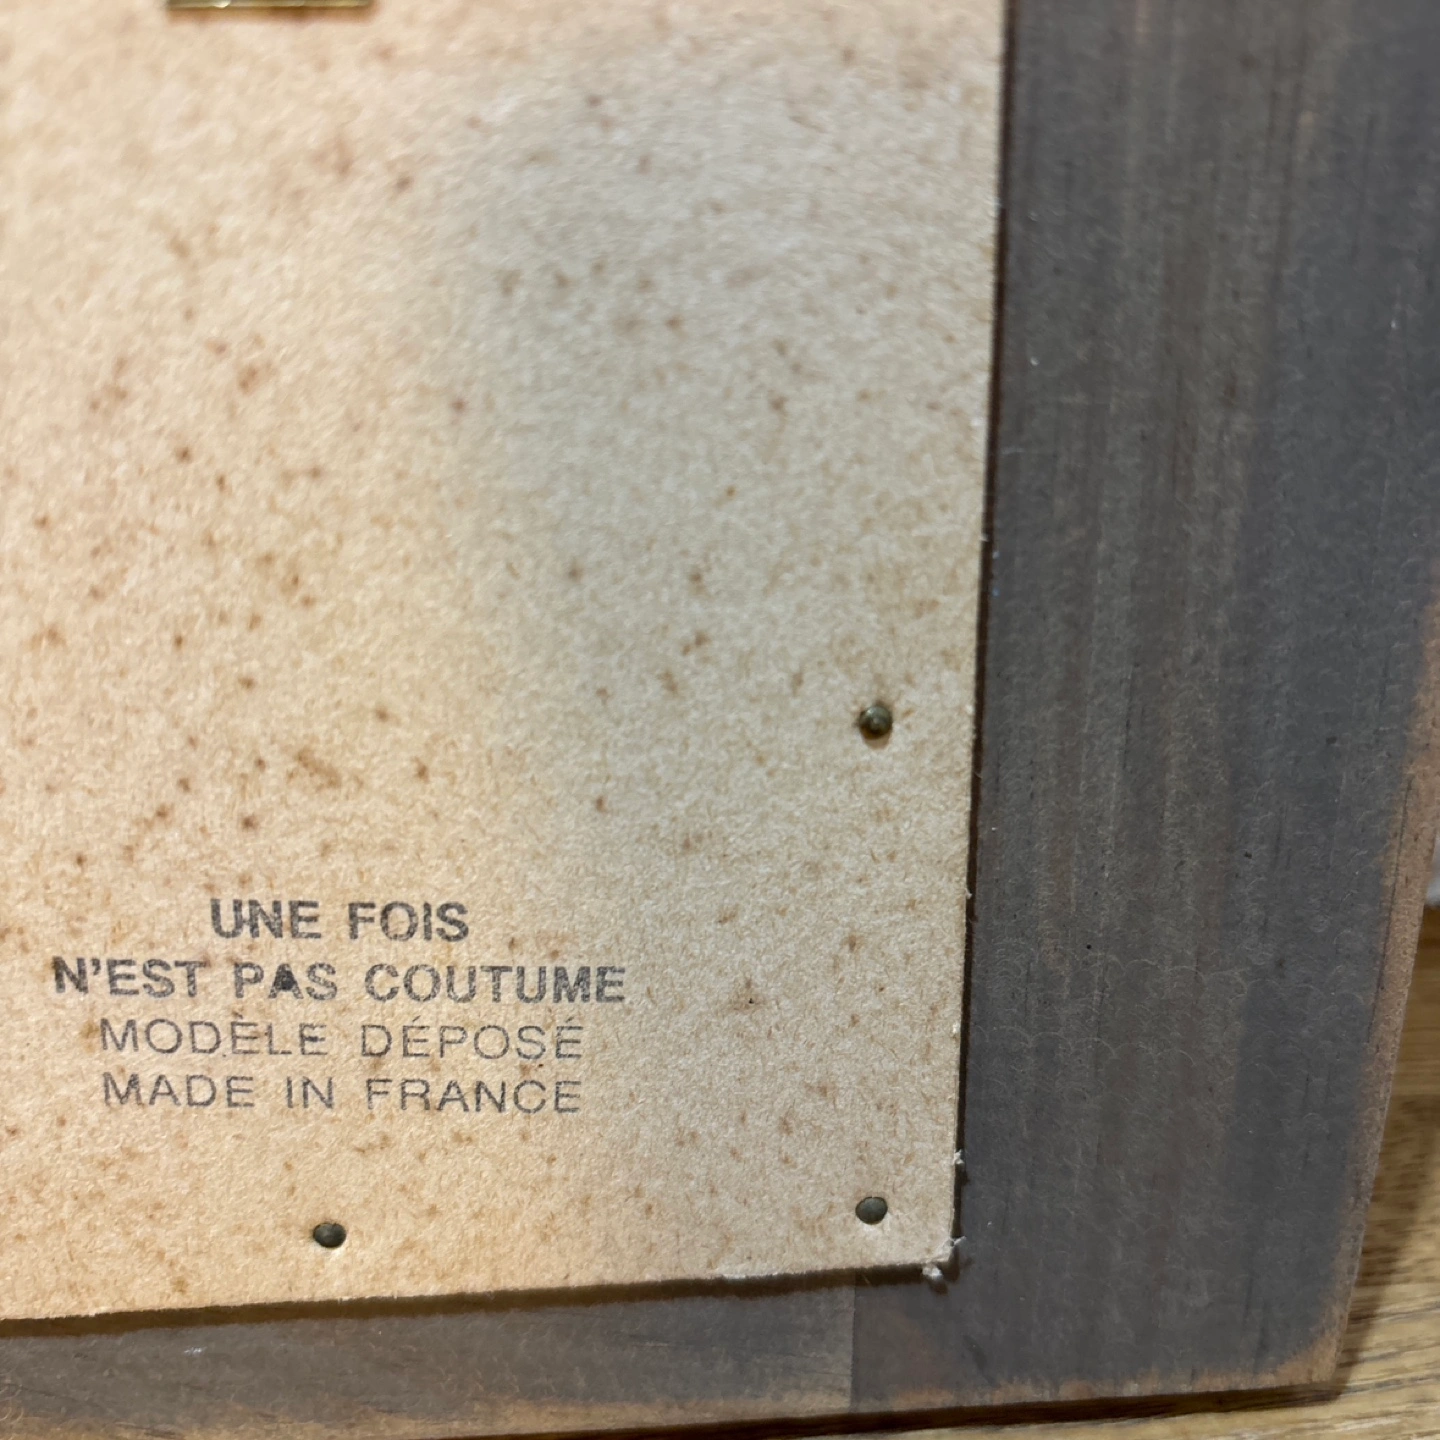 UNE FOIS
N'EST PAS COUTUME
MODÈLE DÉPOSÉ
MADE IN FRANCE